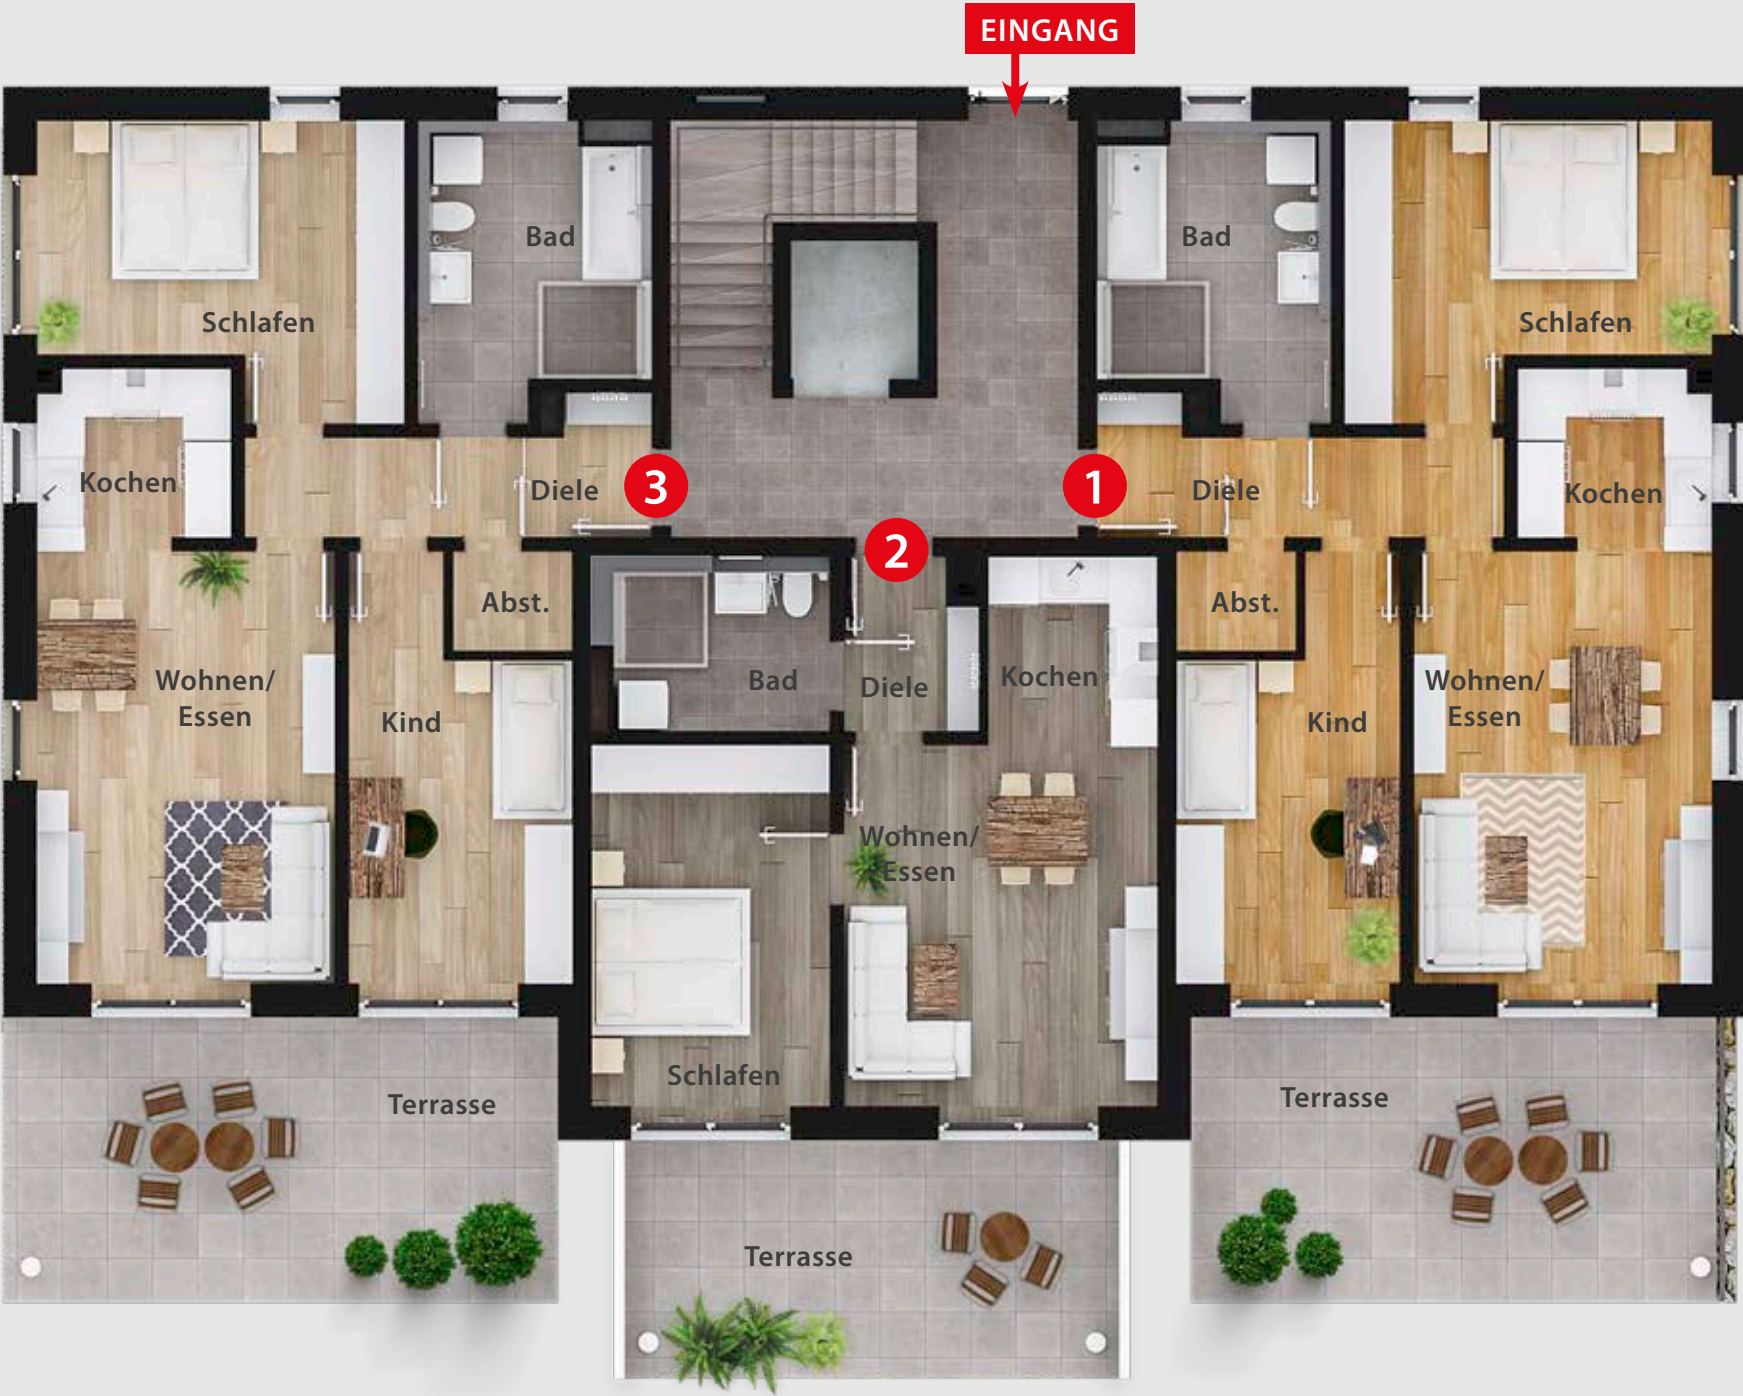 EINGANG
Bad
Bad
Schlafen
Schlafen
Kochen
Diele
3
1
Diele
Kochen
2
Abst.
Abst.
Wohnen/
Essen
Kind
Bad
Diele
Kochen
Kind
Wohnen/
Essen
Wohnen/
Essen
Schlafen
Terrasse
Terrasse
Terrasse